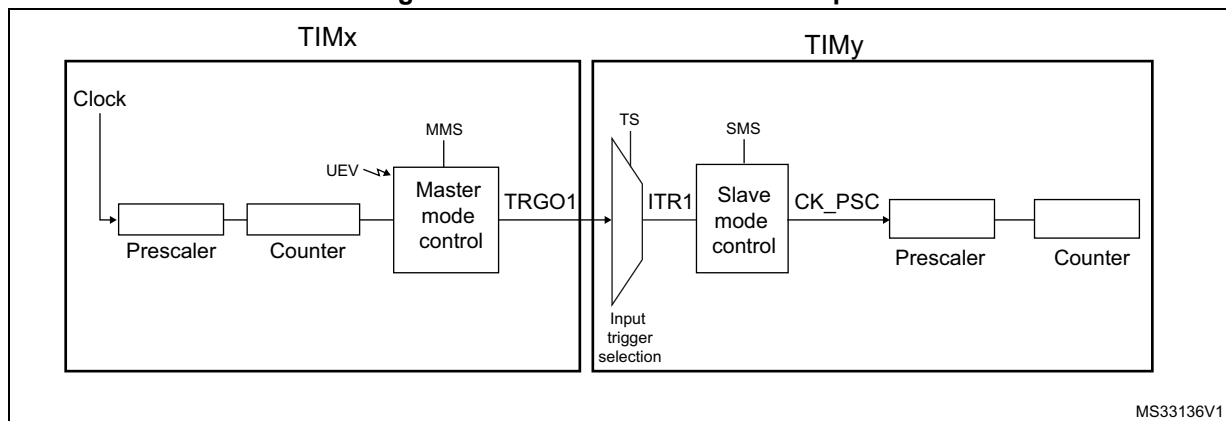 TIMx
TIMy
Clock
MMS
UEV
Master
mode
control
TRGO1
Prescaler
Counter
TS
ITR1
SMS
Slave
mode
control
CK_PSC
Prescaler
Counter
Input
trigger
selection
MS33136V1